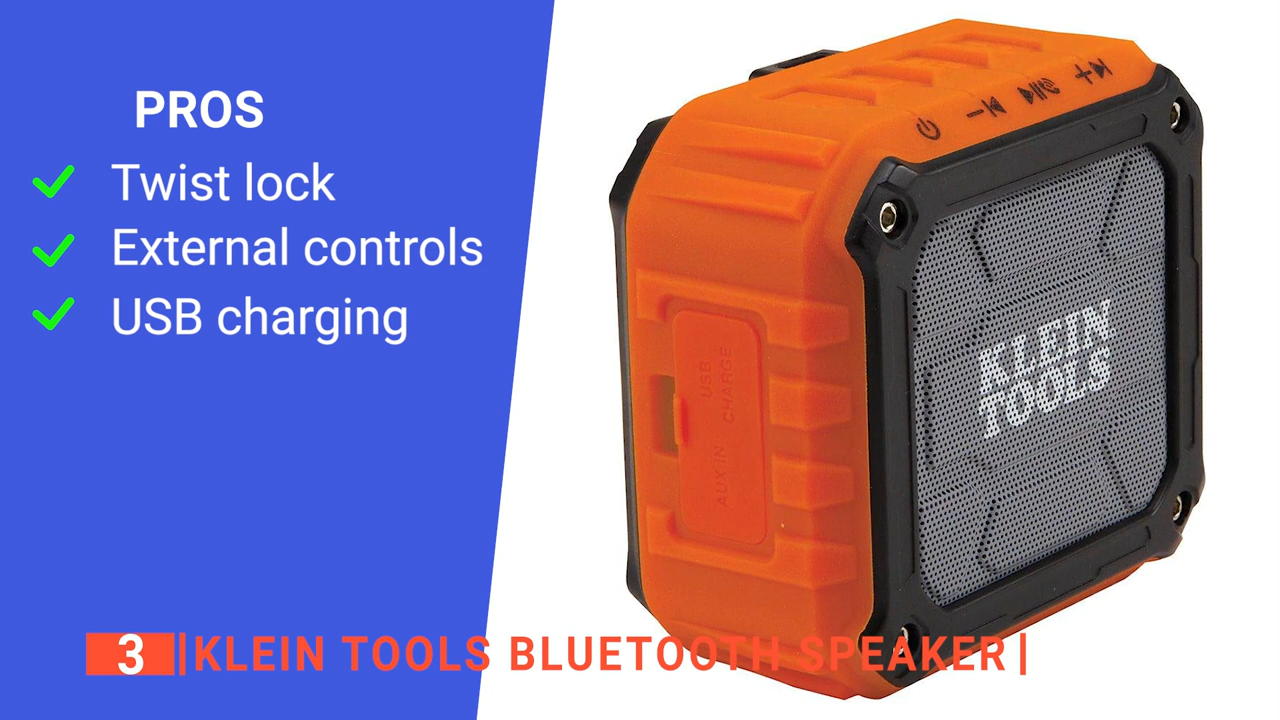 PROS
Twist lock
External controls
USB charging
USB CHARGE
AUX IN
KLEIN
TOOLS
3 |KLEIN TOOLS BLUETOOTH SPEAKER|